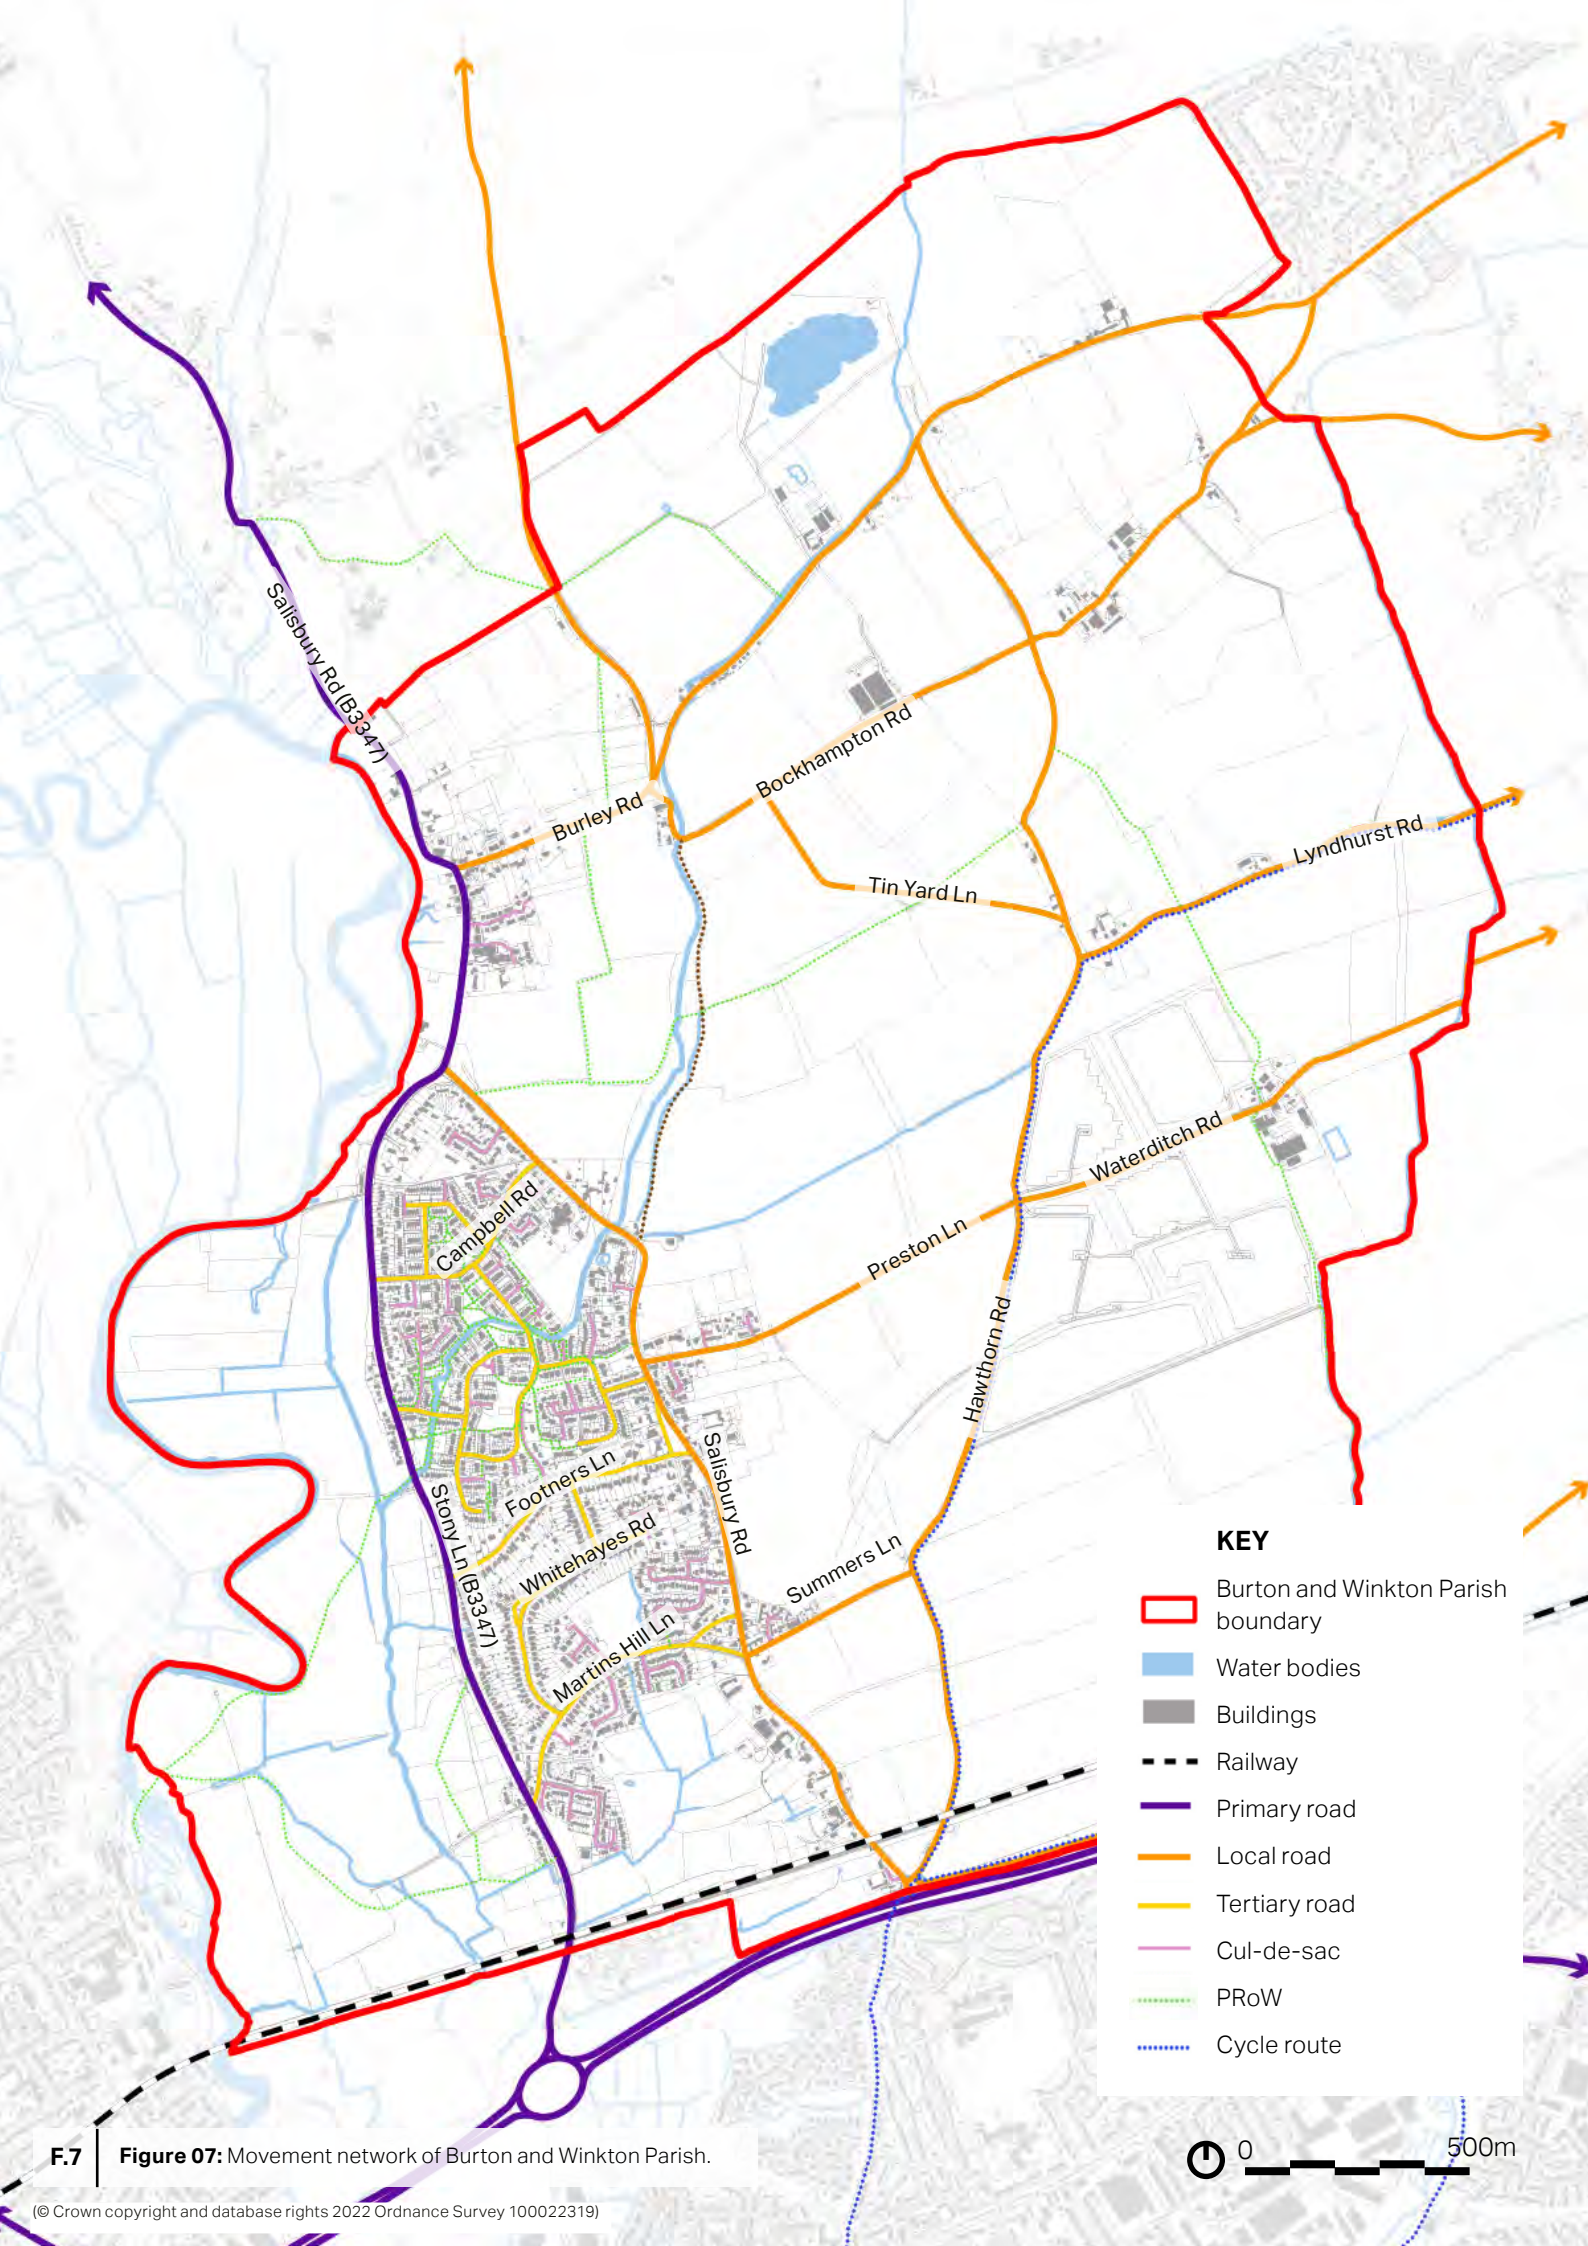 Salisbury Rd (B3347)
Burley Rd
Bockhampton Rd
Tin Yard Ln
Lyndhurst Rd
Waterditch Rd
Campbell Rd
Preston Ln
Hawthorn Rd
Salisbury Rd
Footners Ln
Stony Ln (B3347)
Whitehayes Rd
Summers Ln
Martins Hill Ln
KEY
Burton and Winkton Parish
boundary
Water bodies
Buildings
Railway
Primary road
Local road
Tertiary road
Cul-de-sac
PRoW
Cycle route
0 500m
F.7 Figure 07: Movement network of Burton and Winkton Parish.
(© Crown copyright and database rights 2022 Ordnance Survey 100022319)